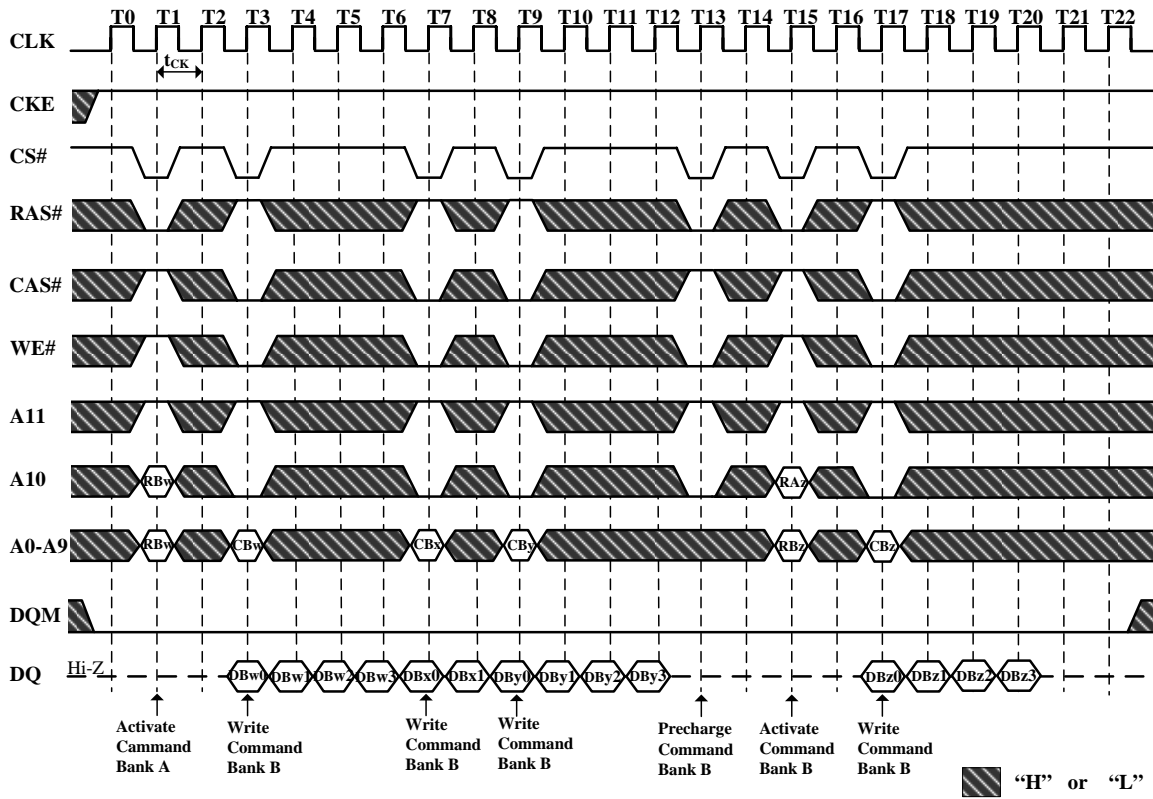 T0 T1 T2 T3 T4 T5 T6 T7 T8 T9 T10 T11 T12 T13 T14 T15 T16 T17 T18 T19 T20 T21 T22
CLK
tCK
CKE
CS#
RAS#
CAS#
WE#
A11
A10 RBw RAz
A0-A9 RBw CBw CBx CBy RBz CBz
DQM
DQ Hi-Z DBw0 DBw1 DBw2 DBw3 DBx0 DBx1 DBy0 DBy1 DBy2 DBy3 DBz0 DBz1 DBz2 DBz3
Activate
Cammand
Bank A
Write
Command
Bank B
Write
Command
Bank B
Write
Command
Bank B
Precharge
Command
Bank B
Activate
Command
Bank B
Write
Command
Bank B
“H” or “L”